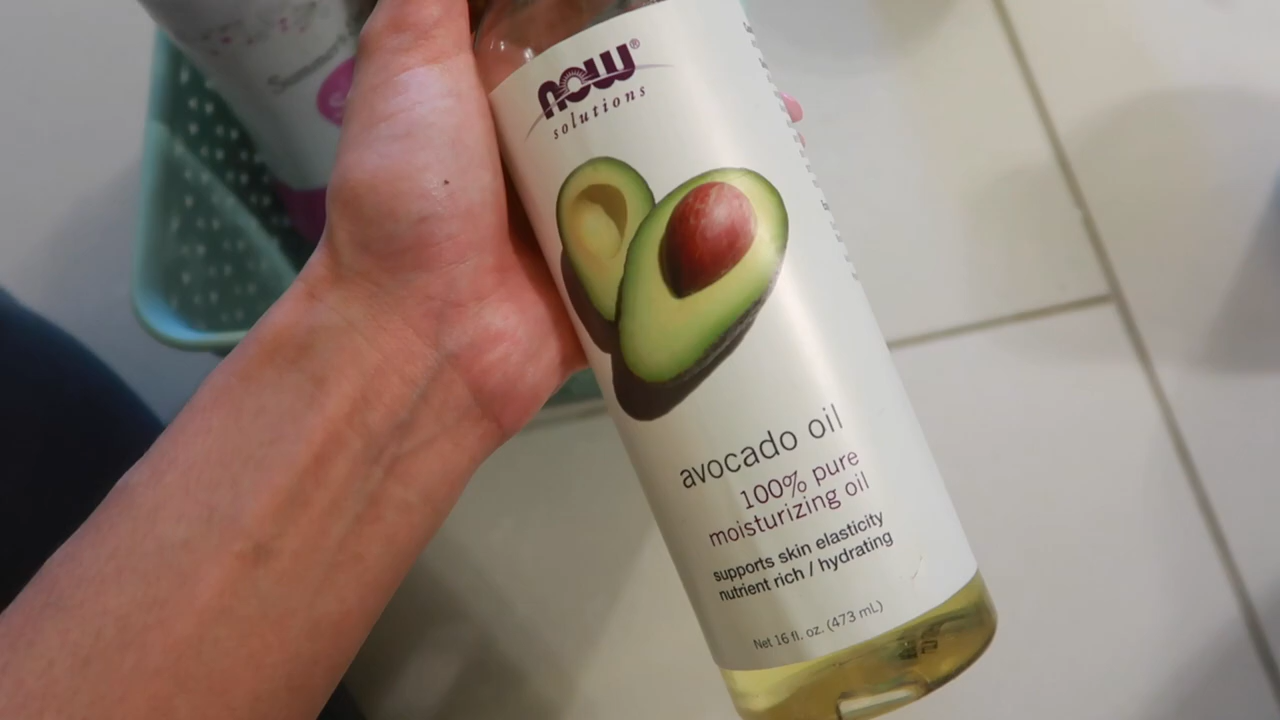 now®
solutions
avocado oil
100% pure
moisturizing oil
supports skin elasticity
nutrient rich / hydrating
Net 16 fl. oz. (473 mL)